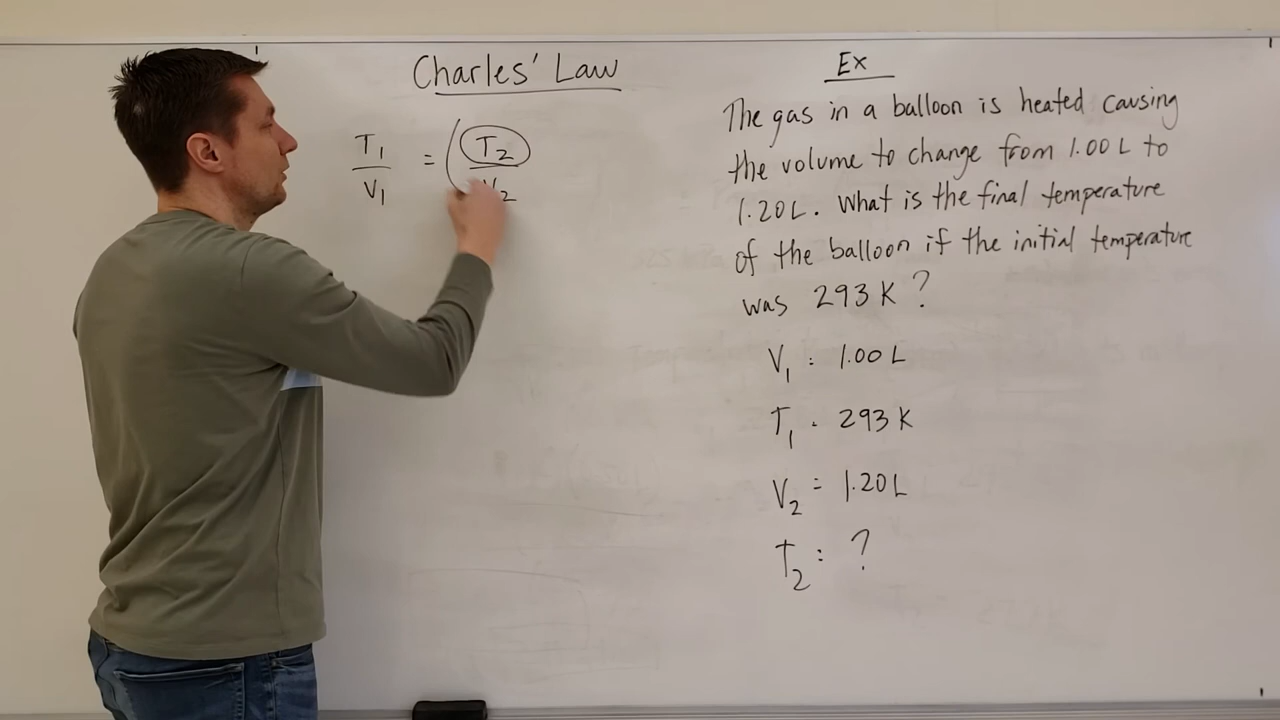 Charles' Law
T₁ = (T₂
V₁ V₂
Ex
The gas in a balloon is heated causing
the volume to change from 1.00 L to
1.20L. What is the final temperature
of the balloon if the initial temperature
was 293 K ?
V₁ : 1.00 L
T₁ . 293 K
V₂ = 1.20L
T₂ : ?